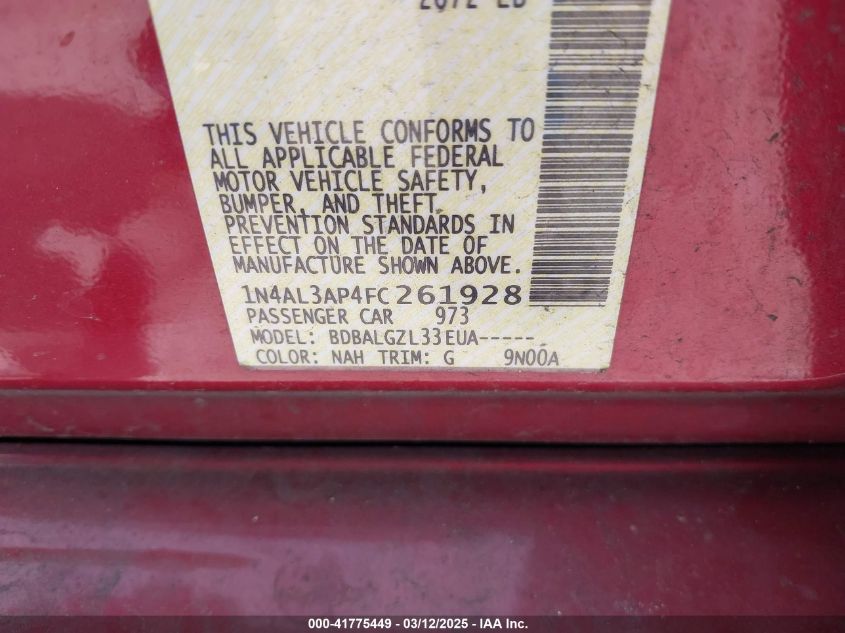 THIS VEHICLE CONFORMS TO
ALL APPLICABLE FEDERAL
MOTOR VEHICLE SAFETY,
BUMPER, AND THEFT
PREVENTION STANDARDS IN
EFFECT ON THE DATE OF
MANUFACTURE SHOWN ABOVE.
1N4AL3AP4FC261928
PASSENGER CAR 973
MODEL: BDBALGZL33EUA-----
COLOR: NAH TRIM: G 9N00A
000-41775449 - 03/12/2025 - IAA Inc.